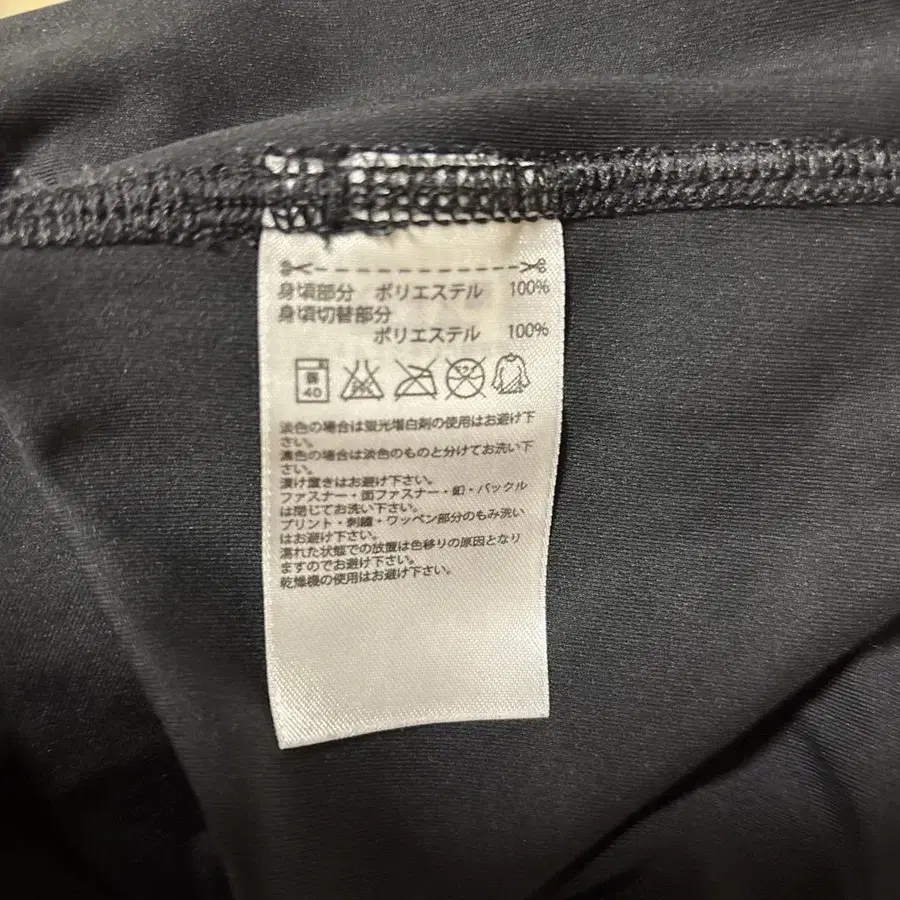 身頃部分 ポリエステル 100%
身頃切替部分
ポリエステル 100%
弱
40
淡色の場合は蛍光増白剤の使用はお避け下
さい。
濃色の場合は淡色のものと分けてお洗い下
さい。
漬け置きはお避け下さい。
ファスナー・面ファスナー・釦・バックル
は閉じてお洗い下さい。
プリント・刺繍・ワッペン部分のもみ洗い
はお避け下さい。
濡れた状態での放置は色移りの原因となり
ますのでお避け下さい。
乾燥機の使用はお避け下さい。